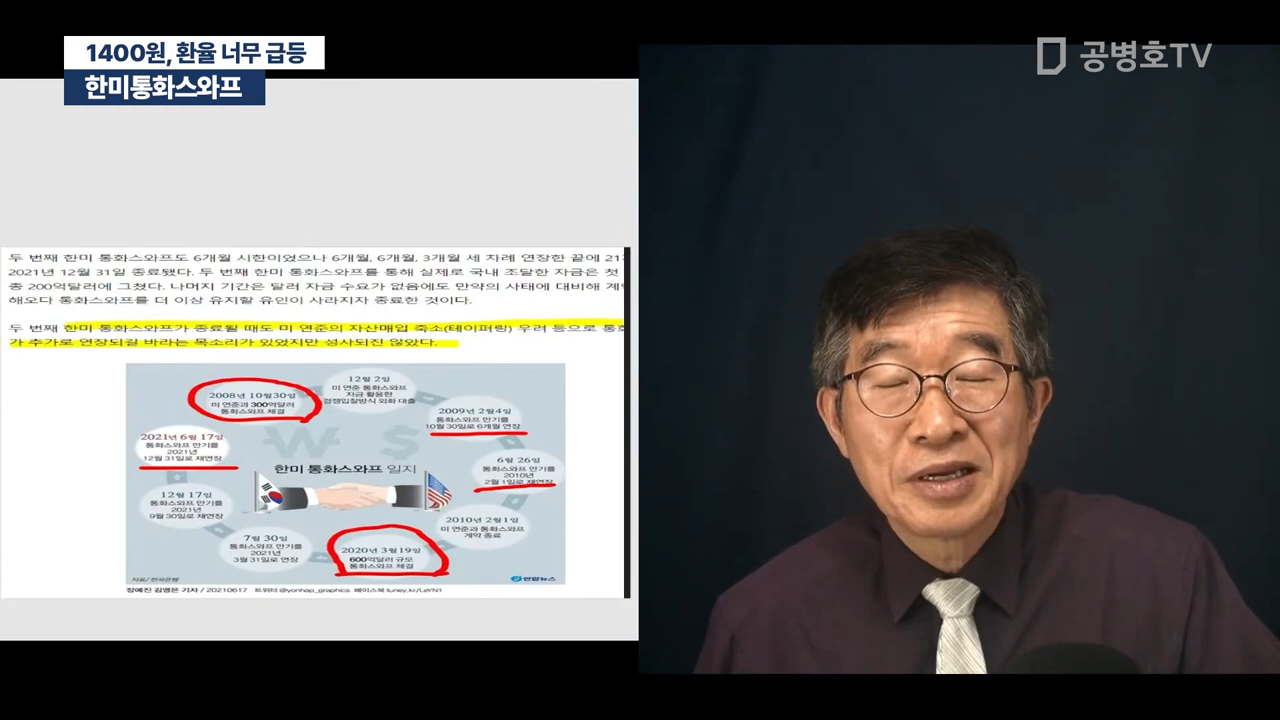 1400원, 환율 너무 급등
한미통화스와프
공병호TV
두 번째 한미 통화스와프도 6개월 시한이었으나 6개월, 6개월, 3개월 세 차례 연장한 끝에
2021년 12월 31일 종료됐다. 두 번째 한미 통화스와프를 통해 실제로 국내 조달한 자금은 첫
총 200억달러에 그쳤다. 나머지 기간은 달러 자금 수요가 없음에도 만약의 사태에 대비해
해오다 통화스와프를 더 이상 유지할 유인이 사라지자 종료한 것이다.
두 번째 한미 통화스와프가 종료될 때도 미 연준의 자산매입 축소(테이퍼링) 우려 등으로
가 추가로 연장되길 바라는 목소리가 있었지만 성사되진 않았다.
12월 2일
미 연준 통화스와프
자금 활용한
경쟁입찰방식 외화 대출
2008년 10월30일
미 연준과 300억달러
통화스와프 체결
2009년 2월4일
통화스와프 만기를
10월 30일로 6개월 연장
2021년 6월 17일
통화스와프 만기를
2021년
12월 31일로 재연장
6월 26일
통화스와프 만기를
2010년
2월 1일로 재연장
한미 통화스와프 일지
12월 17일
통화스와프 만기를
2021년
9월 30일로 재연장
2010년 2월1일
미 연준과 통화스와프
계약 종료
7월 30일
통화스와프 만기를
2021년
3월 31일로 연장
2020년 3월19일
600억달러 규모
통화스와프 체결
자료/ 한국은행
연합뉴스
장예진 김영은 기자 / 20210617 트위터 @yonhap_graphics 페이스북 tuney.kr/LeYN1